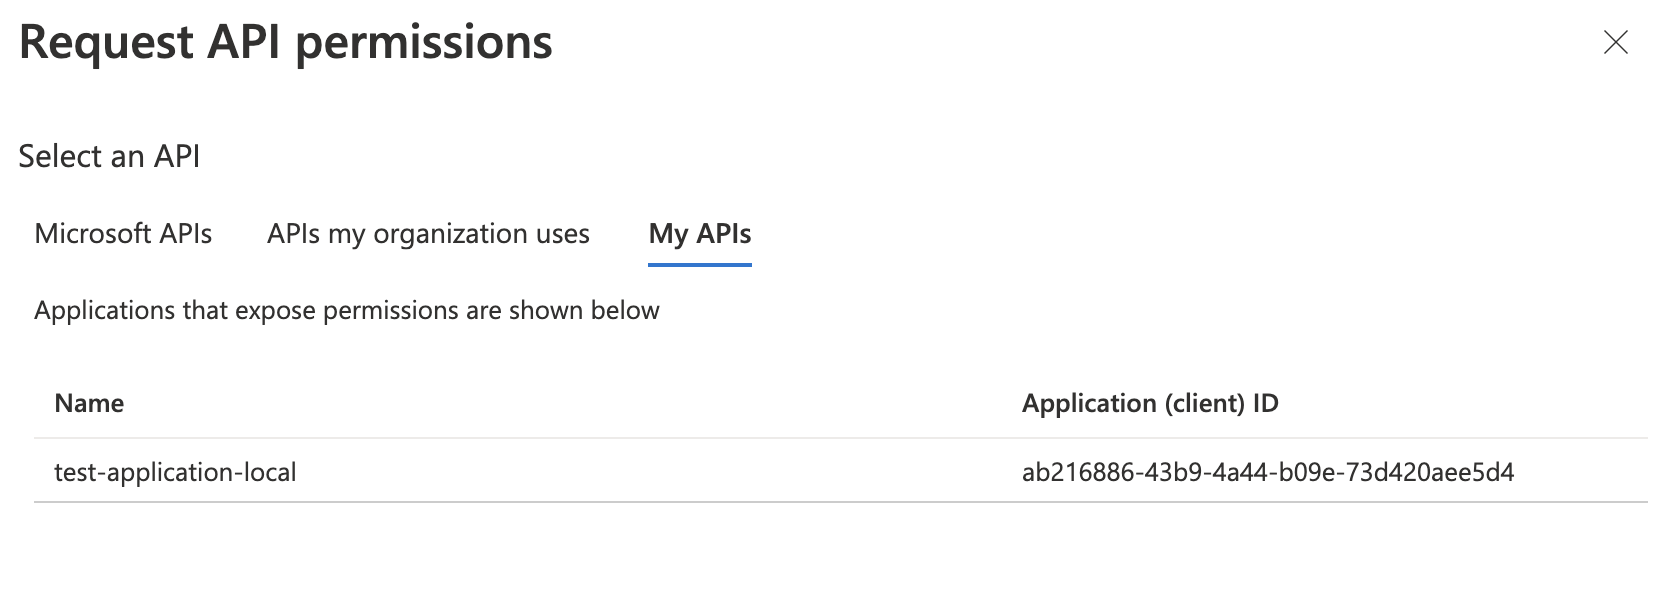 Request API permissions
Select an API
Microsoft APIs APIs my organization uses My APIs
Applications that expose permissions are shown below
Name Application (client) ID
test-application-local ab216886-43b9-4a44-b09e-73d420aee5d4